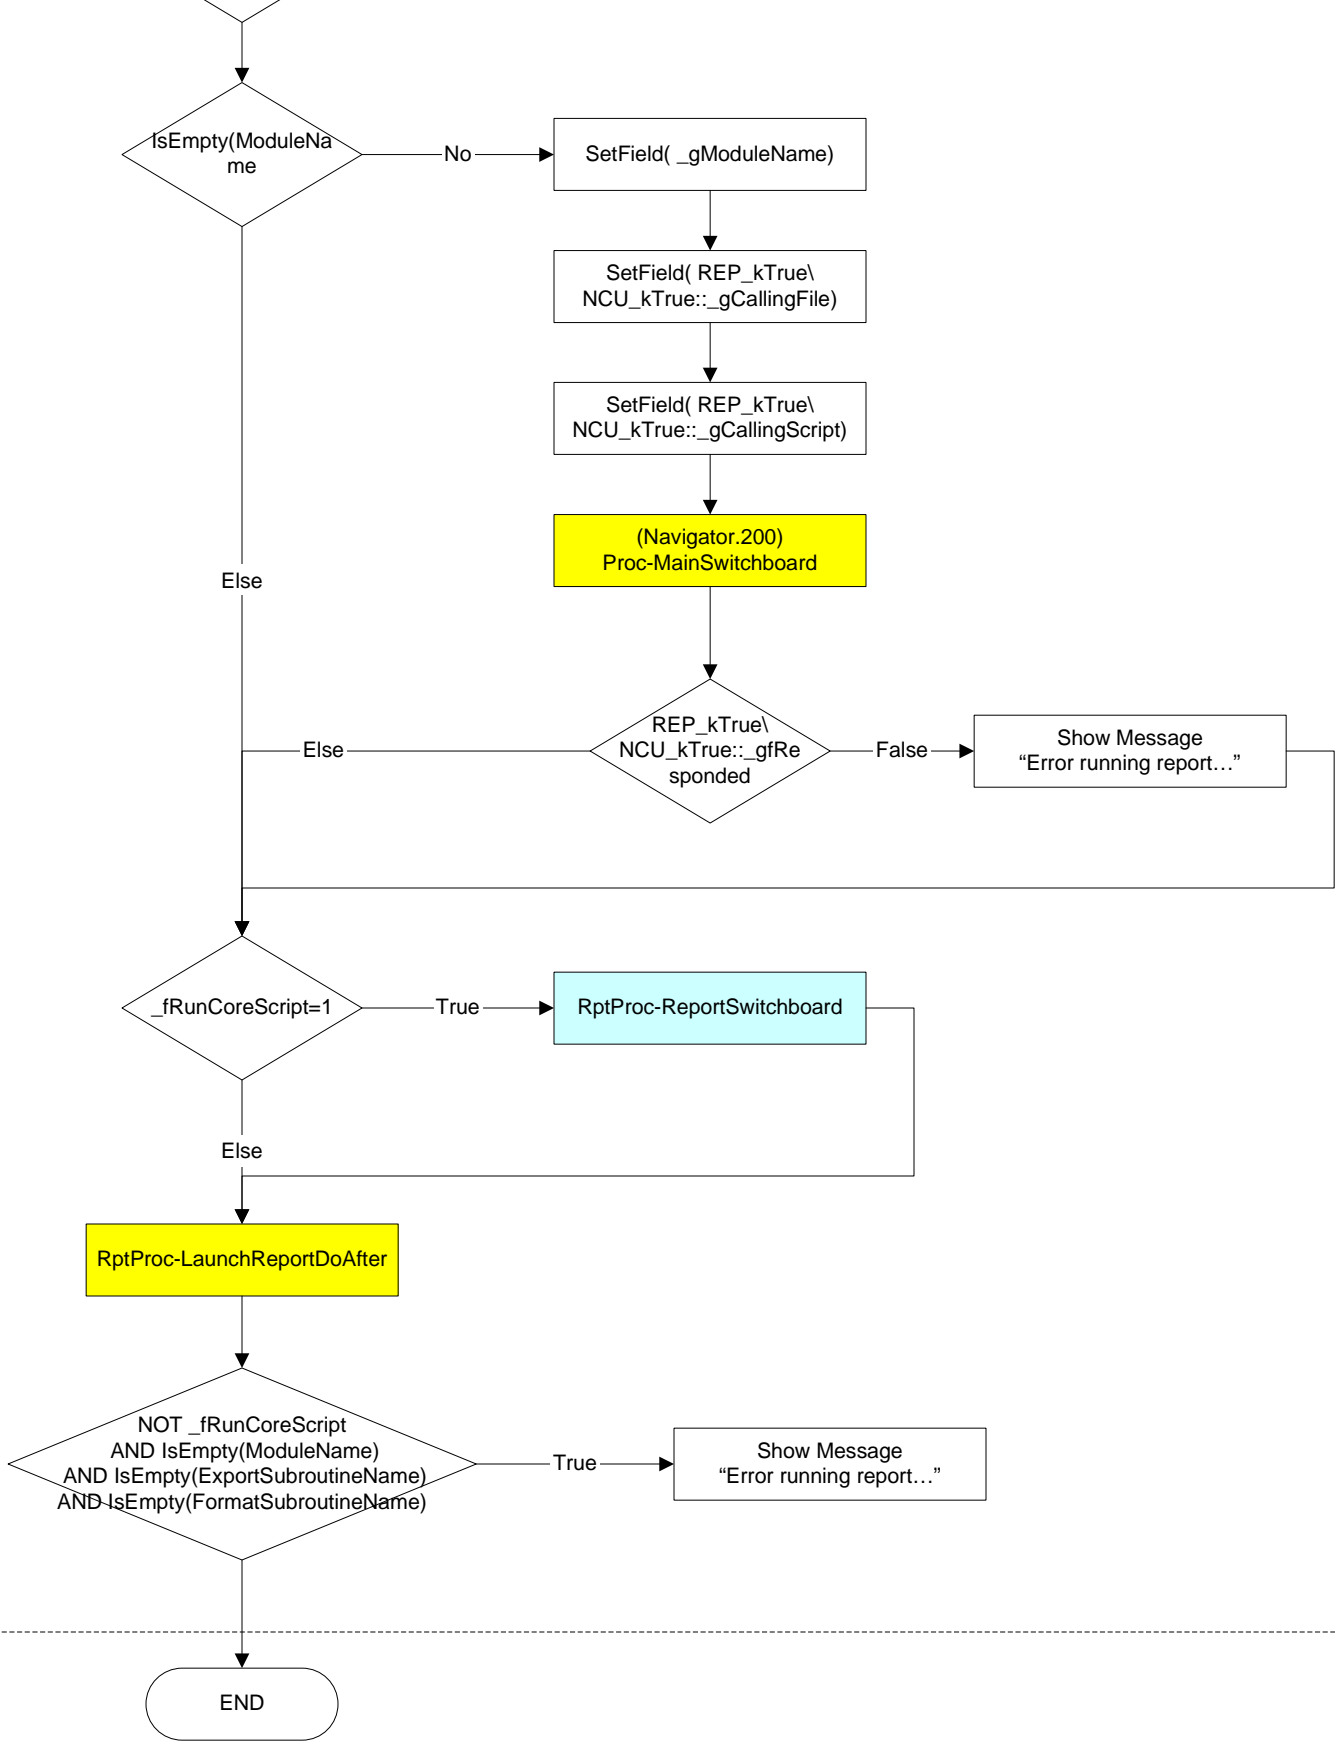 IsEmpty(ModuleNa
me
No
SetField( _gModuleName)
SetField( REP_kTrue\
NCU_kTrue::_gCallingFile)
SetField( REP_kTrue\
NCU_kTrue::_gCallingScript)
(Navigator.200)
Proc-MainSwitchboard
Else
REP_kTrue\
NCU_kTrue::_gfRe
sponded
Else
False
Show Message
“Error running report…”
_fRunCoreScript=1
True
RptProc-ReportSwitchboard
Else
RptProc-LaunchReportDoAfter
NOT _fRunCoreScript
AND IsEmpty(ModuleName)
AND IsEmpty(ExportSubroutineName)
AND IsEmpty(FormatSubroutineName)
True
Show Message
“Error running report…”
END